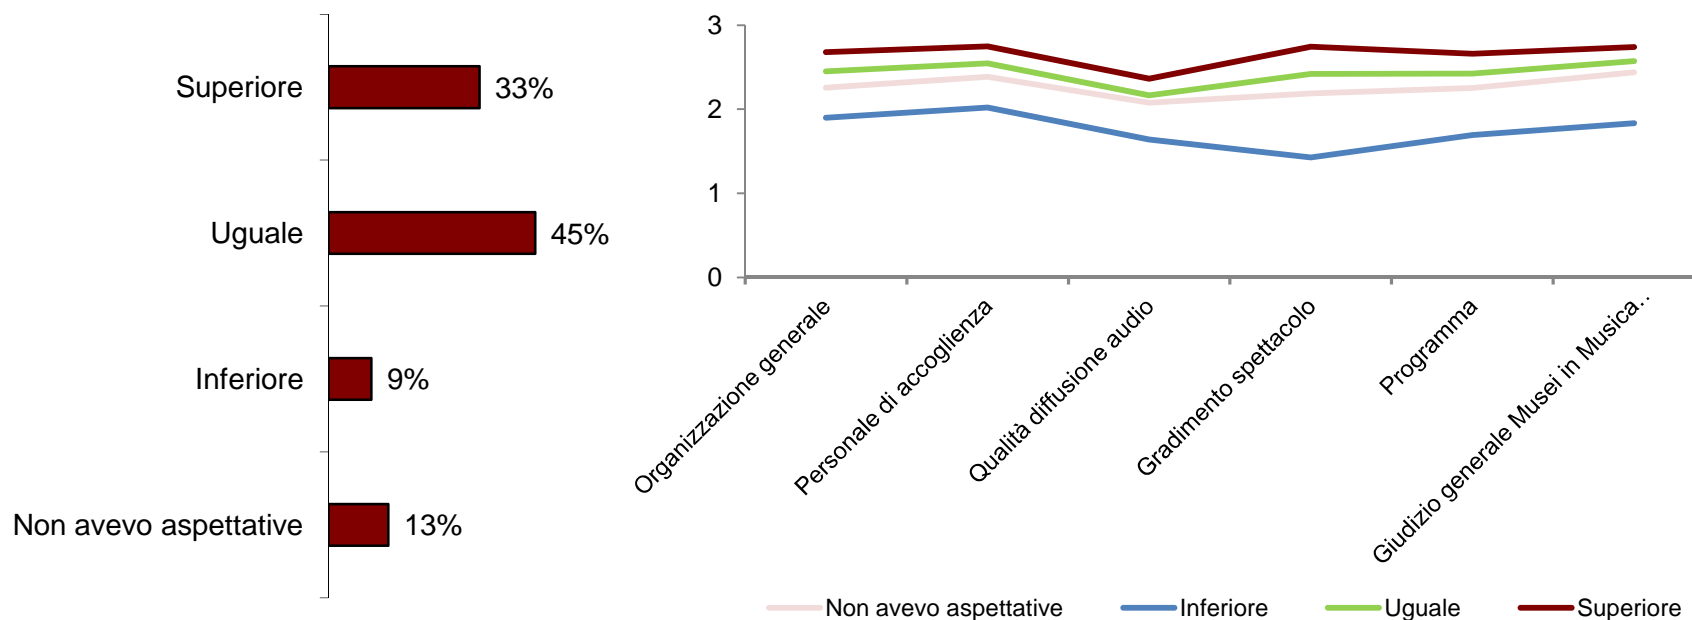 Superiore
33%
Uguale
45%
Inferiore
9%
Non avevo aspettative
13%
3
2
1
0
Organizzazione generale
Personale di accoglienza
Qualità diffusione audio
Gradimento spettacolo
Programma
Giudizio generale Musei in Musica..
Non avevo aspettative
Inferiore
Uguale
Superiore